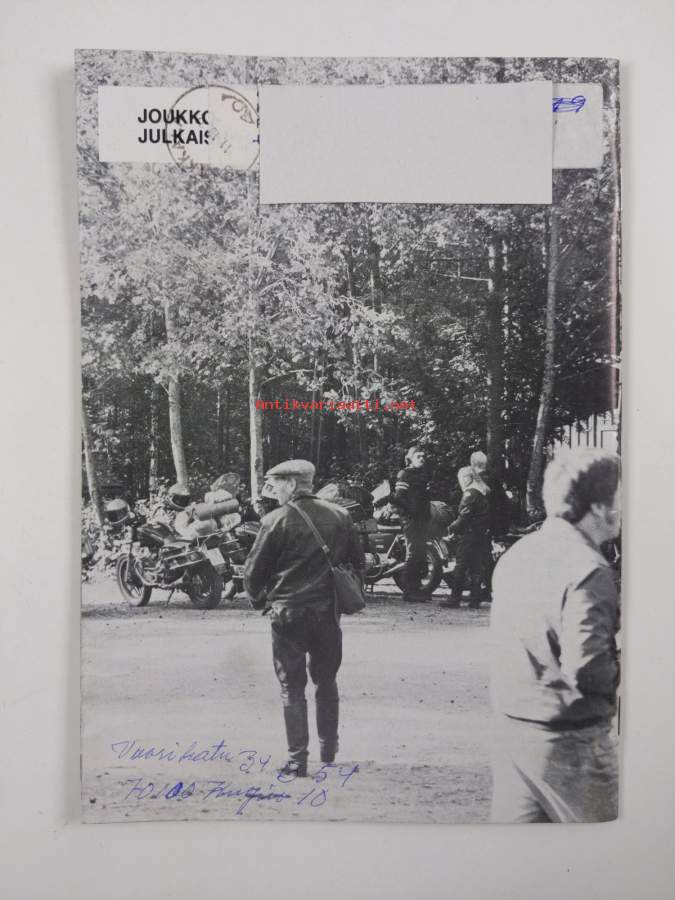 JOUKKO
JULKAIS
Antikvariaatti.net
Vuorikatu 34 B 54
70100 Kuopio 10